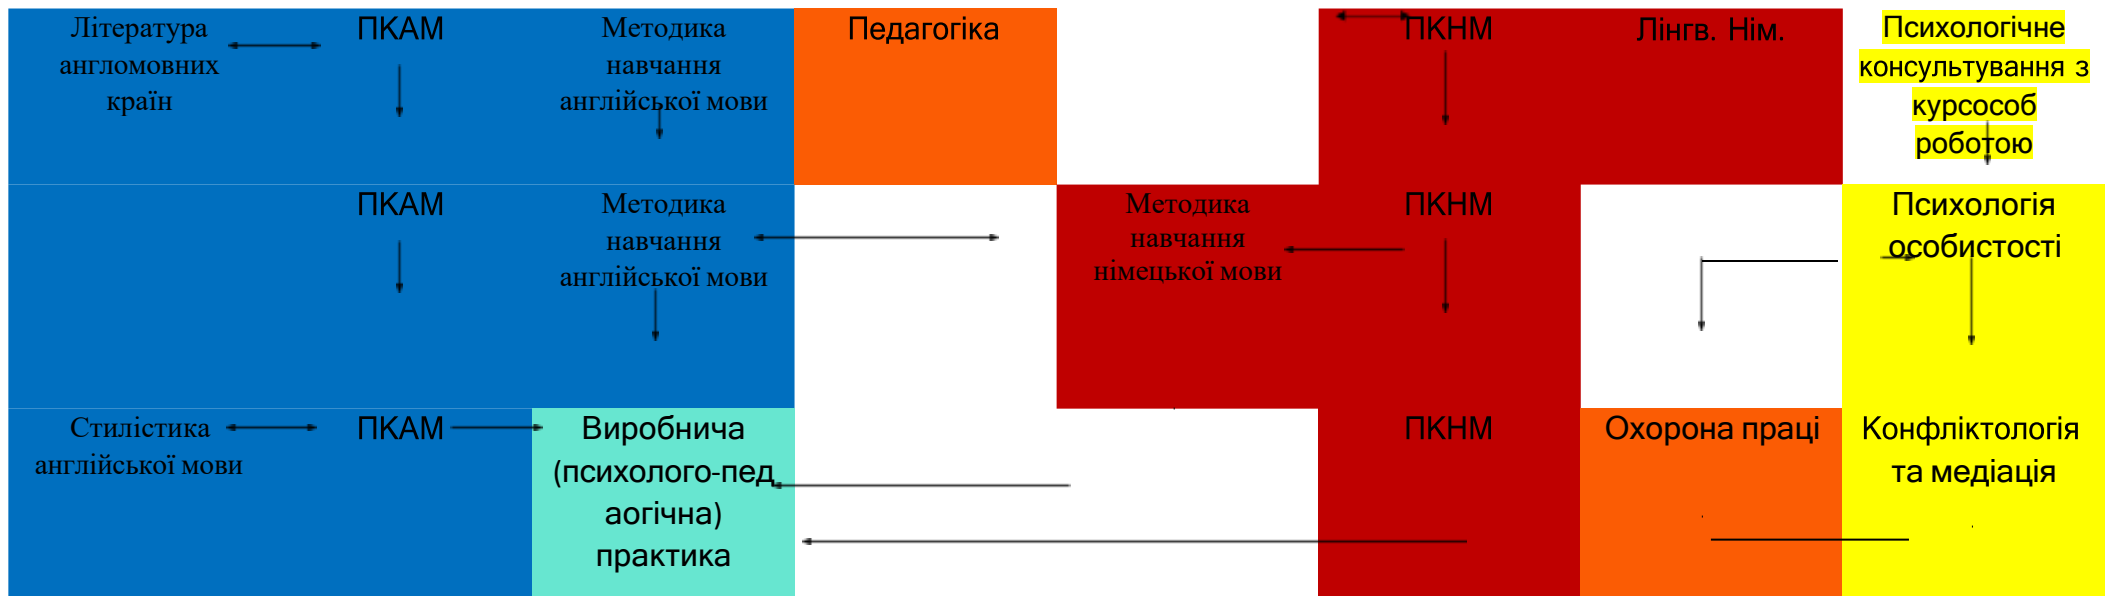 Література
англомовних
країн
ПКАМ
Методика
навчання
англійської мови
Педагогіка
ПКНМ
Лінгв. Нім.
Психологічне
консультування з
курсособ
роботою
ПКАМ
Методика
навчання
англійської мови
Методика
навчання
німецької мови
ПКНМ
Психологія
особистості
Стилістика
англійської мови
ПКАМ
Виробнича
(психолого-пед
аогічна)
практика
ПКНМ
Охорона праці
Конфліктологія
та медіація